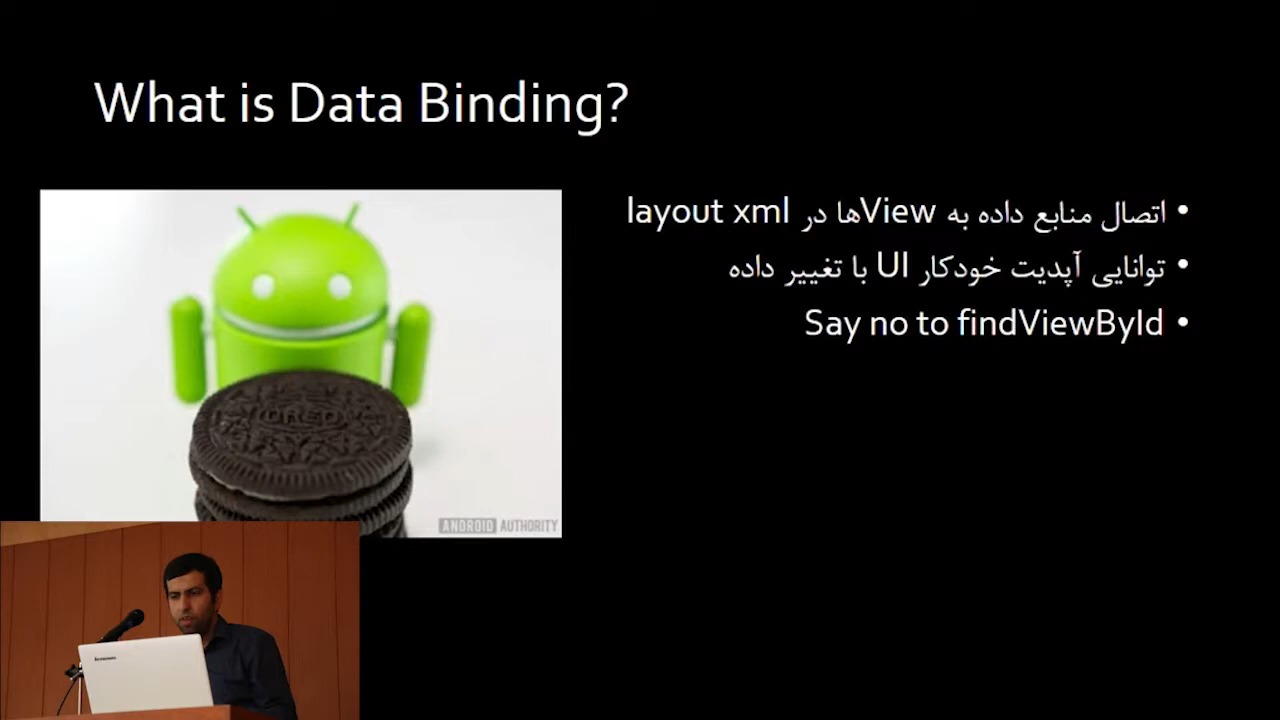 What is Data Binding?
اتصال منابع داده به Viewها در layout xml
توانایی آپدیت خودکار UI با تغییر داده
Say no to findViewById
OREO
ANDROID AUTHORITY
lenovo